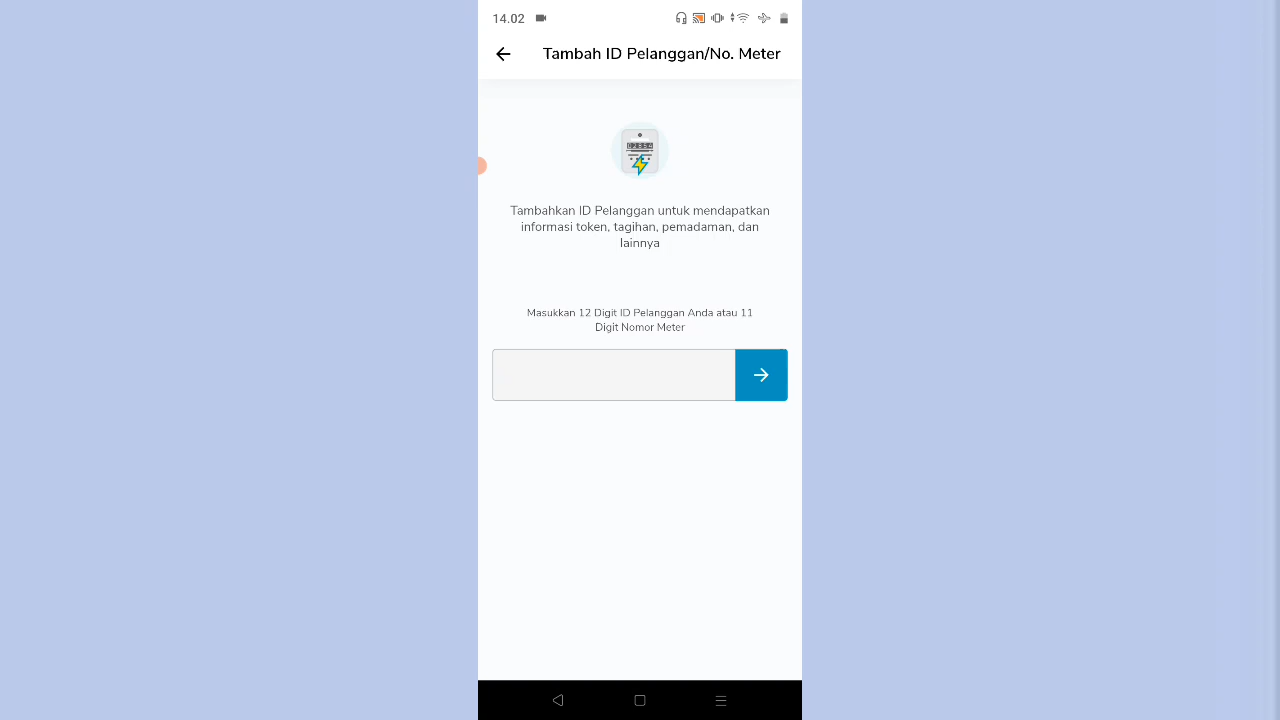 14.02
Tambah ID Pelanggan/No. Meter
Tambahkan ID Pelanggan untuk mendapatkan
informasi token, tagihan, pemadaman, dan
lainnya
Masukkan 12 Digit ID Pelanggan Anda atau 11
Digit Nomor Meter